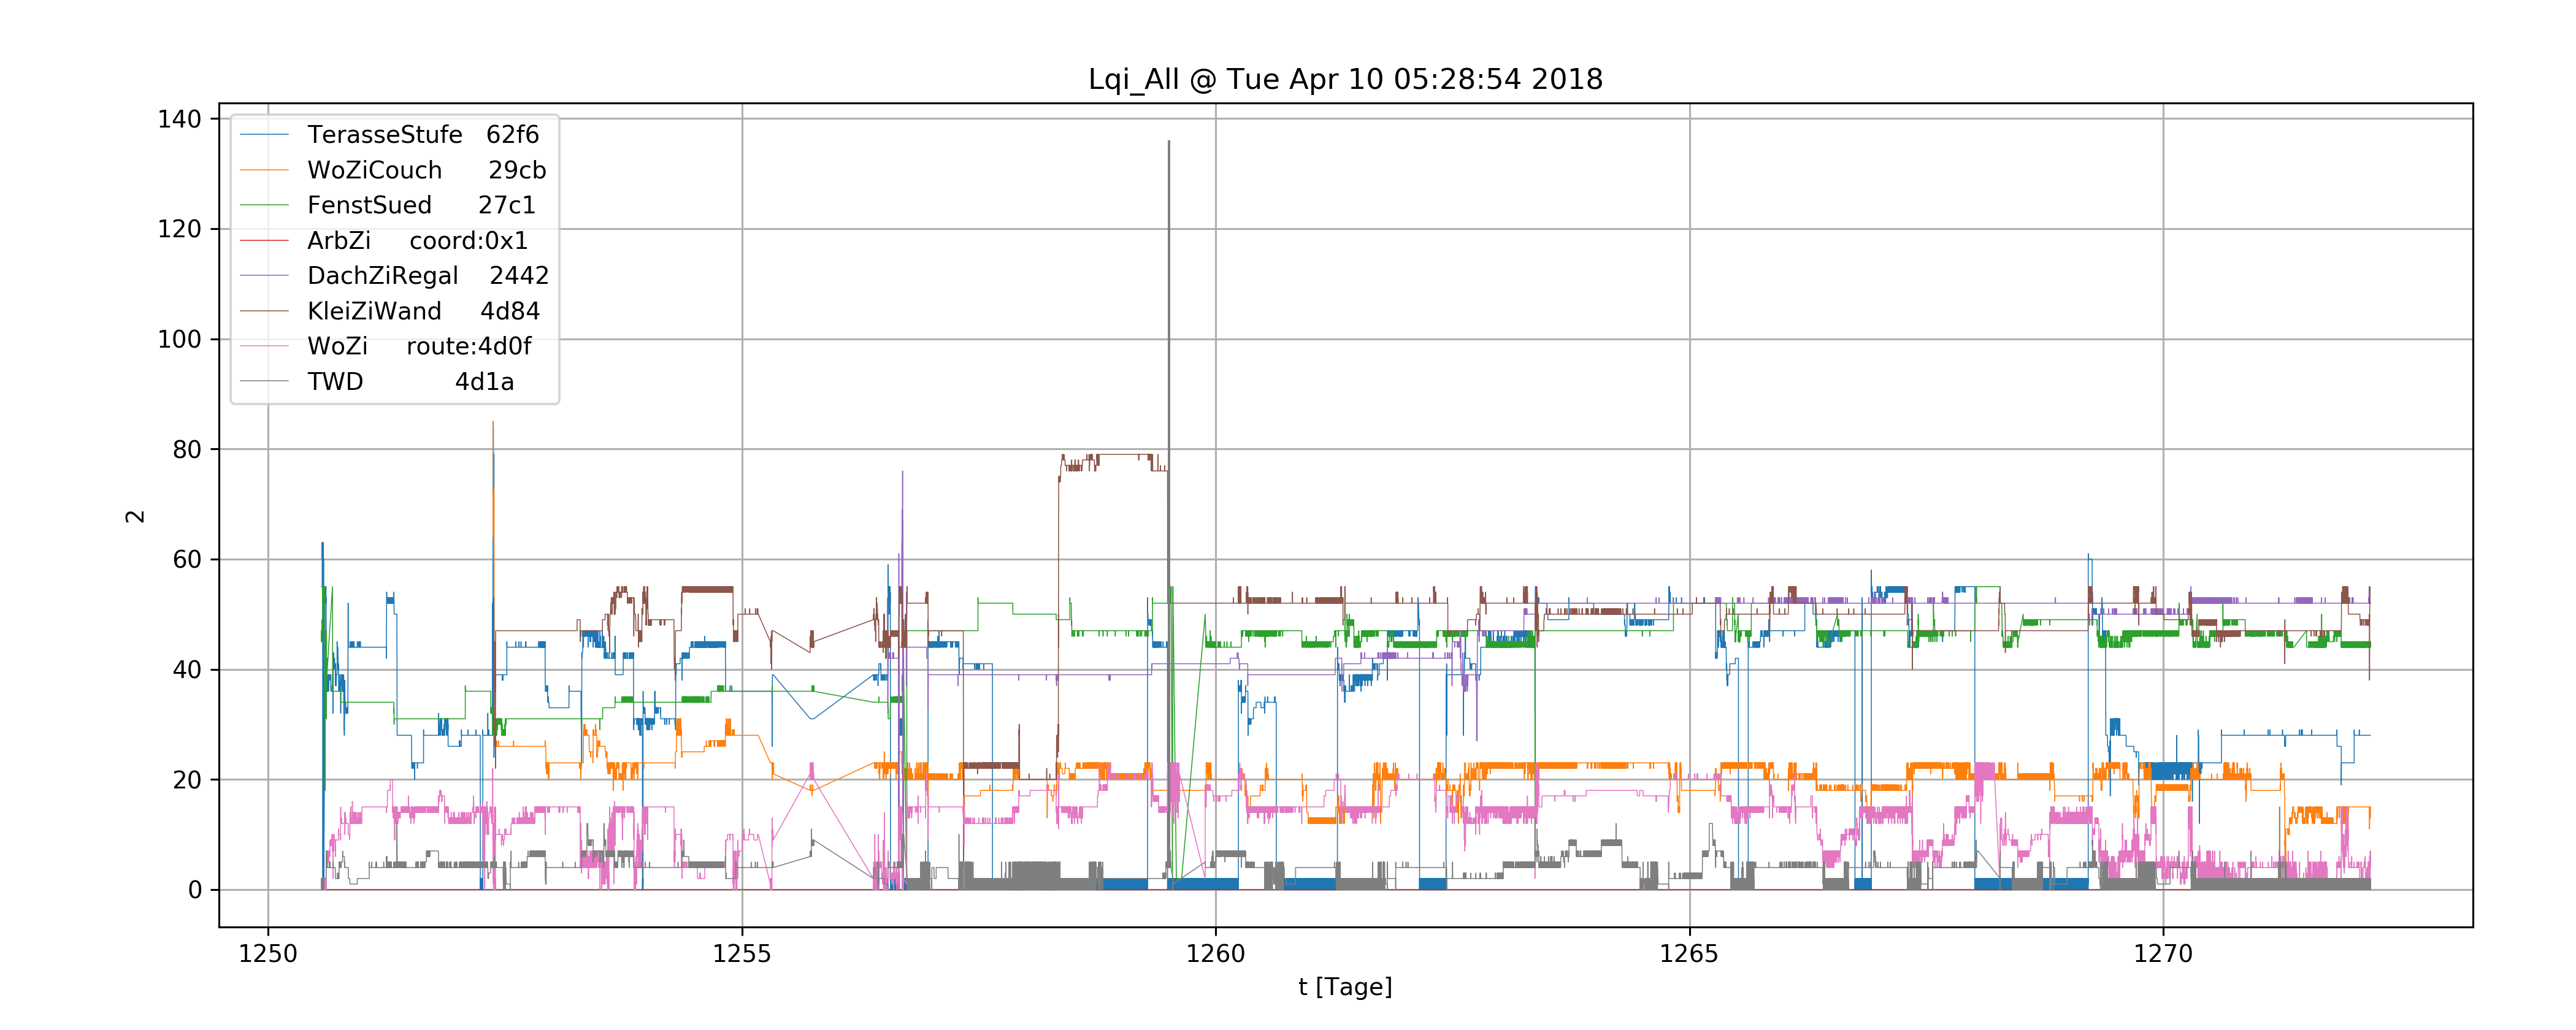 Lqi_All @ Tue Apr 10 05:28:54 2018
140
120
100
80
60
40
20
0
2
TerasseStufe 62f6
WoZiCouch 29cb
FenstSued 27c1
ArbZi coord:0x1
DachZiRegal 2442
KleiZiWand 4d84
WoZi route:4d0f
TWD 4d1a
1250 1255 1260 1265 1270
t [Tage]